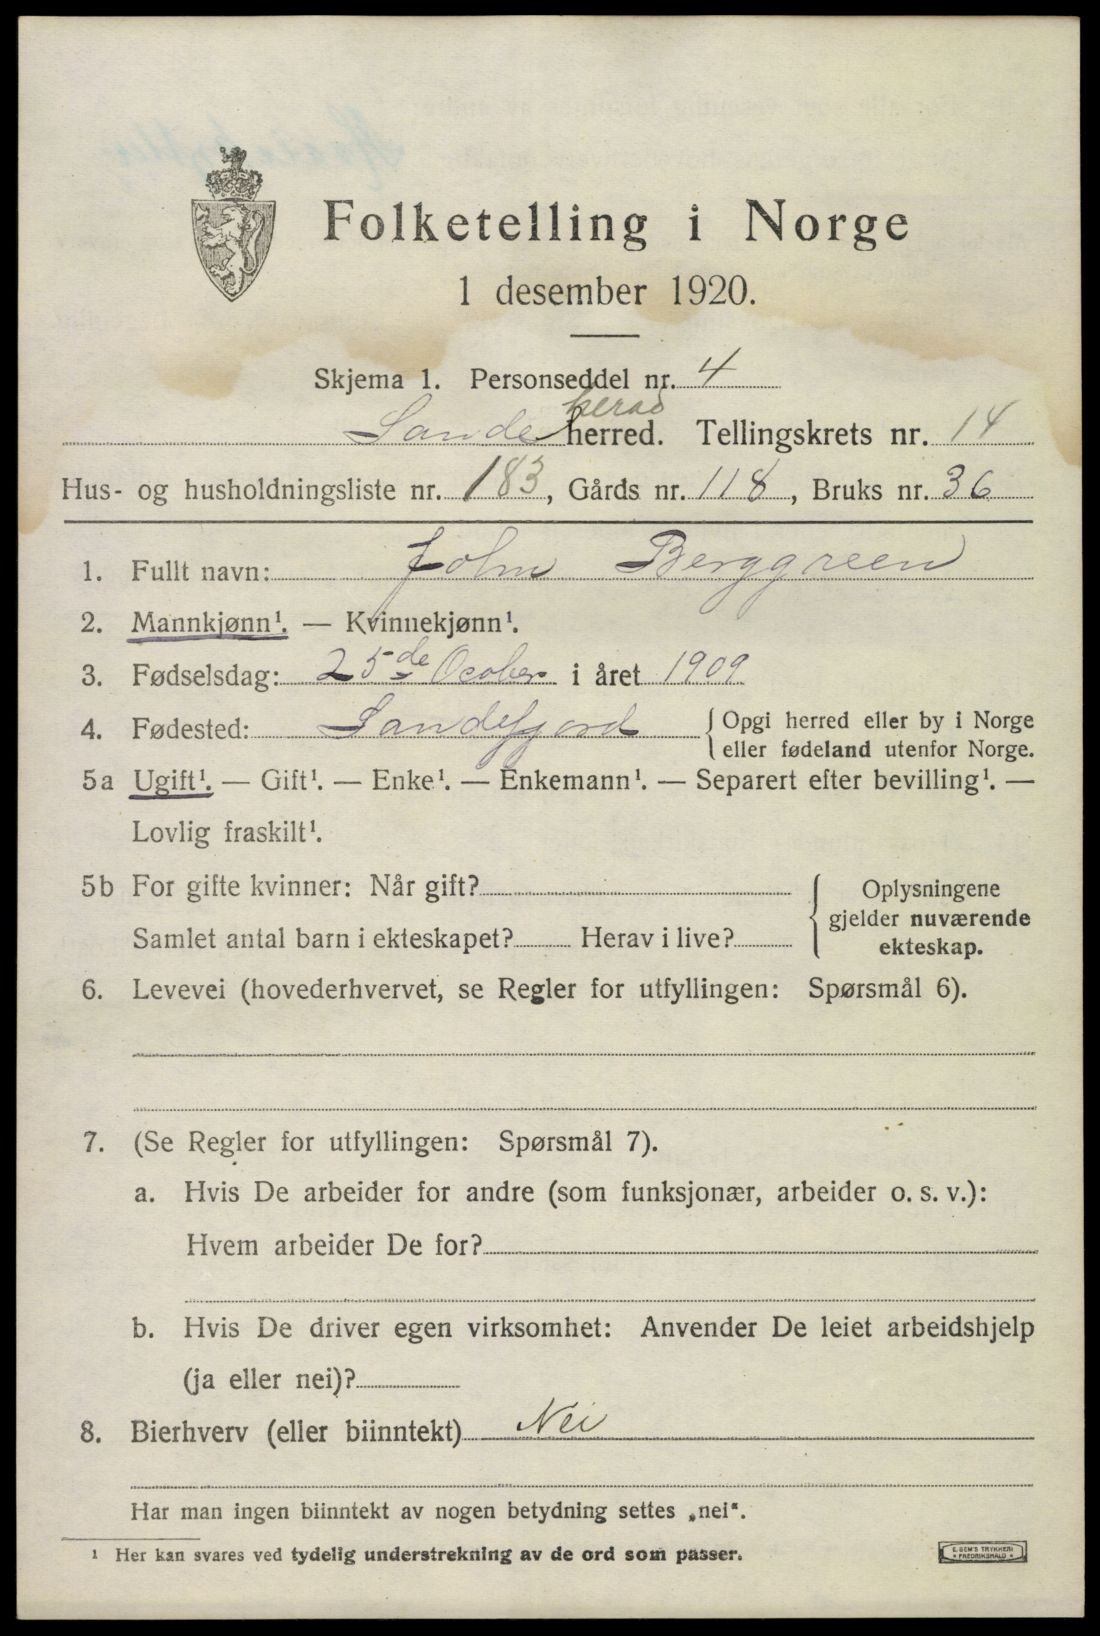 Folketelling i Norge
1 desember 1920.
Skjema 1. Personseddel nr. 4
herad
Sande herred. Tellingskrets nr. 14
Hus- og husholdningsliste nr. 183, Gårds nr. 118, Bruks nr. 36
1. Fullt navn: John Berggreen
2. Mannkjønn¹. — Kvinnekjønn¹.
3. Fødselsdag: 25de Ocober i året 1909
4. Fødested: Sandefjord { Opgi herred eller by i Norge
eller fødeland utenfor Norge.
5a Ugift¹. — Gift¹. — Enke¹. — Enkemann¹. — Separert efter bevilling¹. —
Lovlig fraskilt¹.
5b For gifte kvinner: Når gift? { Oplysningene
gjelder nuværende
Samlet antal barn i ekteskapet? Herav i live? ekteskap.
6. Levevei (hovederhvervet, se Regler for utfyllingen: Spørsmål 6).
7. (Se Regler for utfyllingen: Spørsmål 7).
a. Hvis De arbeider for andre (som funksjonær, arbeider o. s. v.):
Hvem arbeider De for?
b. Hvis De driver egen virksomhet: Anvender De leiet arbeidshjelp
(ja eller nei)?
8. Bierhverv (eller biinntekt) Nei
Har man ingen biinntekt av nogen betydning settes „nei".
¹ Her kan svares ved tydelig understrekning av de ord som passer.
E. SEM'S TRYKKERI
* FREDRIKSHALD *